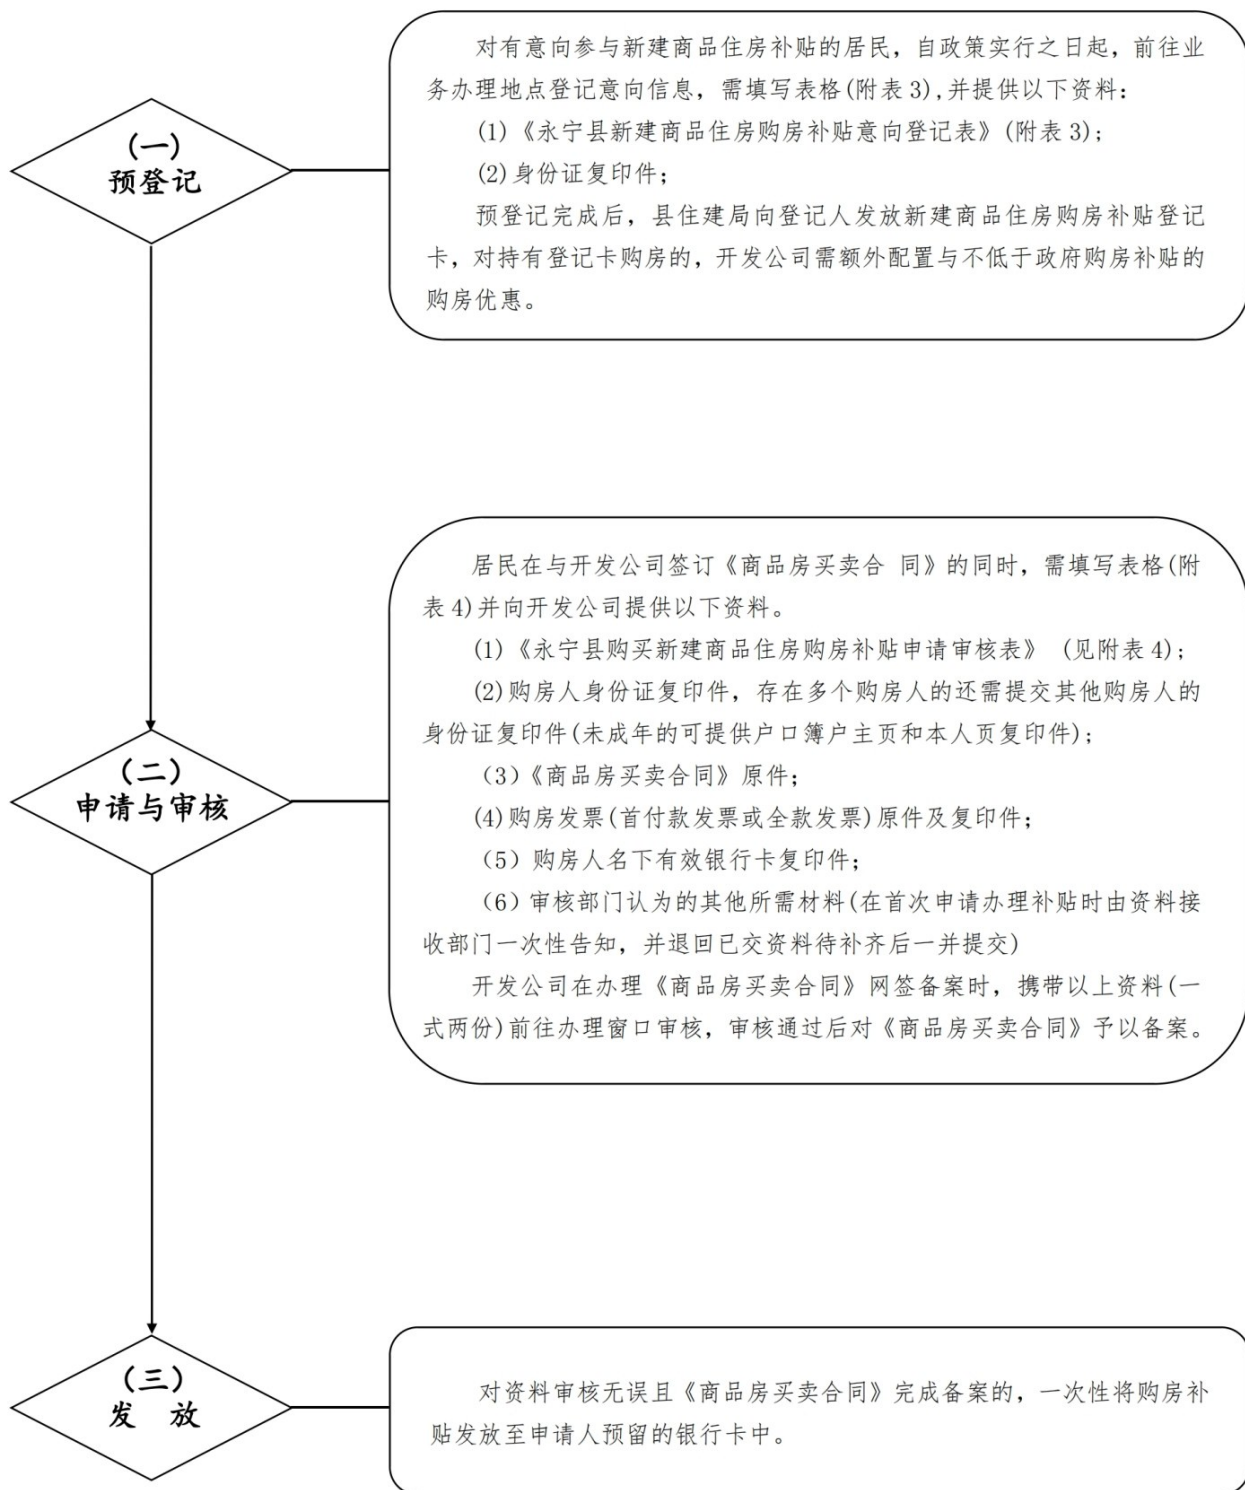 （一）
预登记
对有意向参与新建商品住房补贴的居民，自政策实行之日起，前往业
务办理地点登记意向信息，需填写表格(附表3),并提供以下资料：
(1)《永宁县新建商品住房购房补贴意向登记表》(附表3)；
(2)身份证复印件；
预登记完成后，县住建局向登记人发放新建商品住房购房补贴登记
卡，对持有登记卡购房的，开发公司需额外配置与不低于政府购房补贴的
购房优惠。
（二）
申请与审核
居民在与开发公司签订《商品房买卖合 同》的同时，需填写表格(附
表4)并向开发公司提供以下资料。
(1)《永宁县购买新建商品住房购房补贴申请审核表》 (见附表4)；
(2)购房人身份证复印件，存在多个购房人的还需提交其他购房人的
身份证复印件(未成年的可提供户口簿户主页和本人页复印件)；
（3）《商品房买卖合同》原件；
(4)购房发票(首付款发票或全款发票)原件及复印件；
（5）购房人名下有效银行卡复印件；
（6）审核部门认为的其他所需材料(在首次申请办理补贴时由资料接
收部门一次性告知，并退回已交资料待补齐后一并提交)
开发公司在办理《商品房买卖合同》网签备案时，携带以上资料(一
式两份)前往办理窗口审核，审核通过后对《商品房买卖合同》予以备案。
（三）
发 放
对资料审核无误且《商品房买卖合同》完成备案的，一次性将购房补
贴发放至申请人预留的银行卡中。